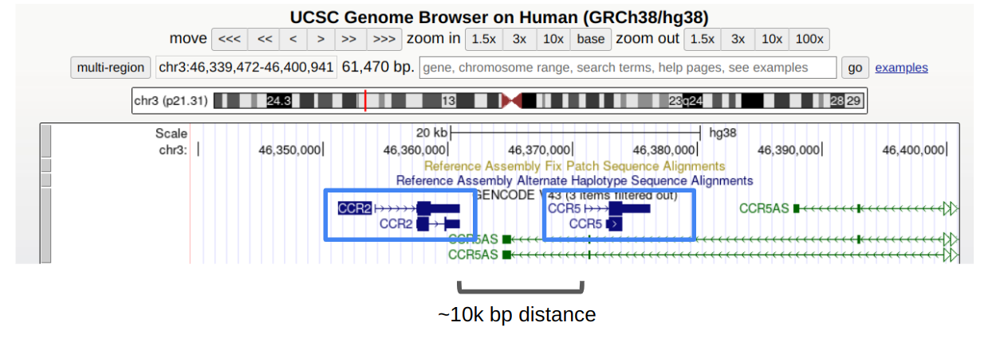 UCSC Genome Browser on Human (GRCh38/hg38)
move <<< << < > >> >>> zoom in 1.5x 3x 10x base zoom out 1.5x 3x 10x 100x
multi-region chr3:46,339,472-46,400,941 61,470 bp. gene, chromosome range, search terms, help pages, see examples go examples
chr3 (p21.31) 24.3 13 23q24 28 29
Scale 20 kb hg38
chr3: 46,350,000 46,360,000 46,370,000 46,380,000 46,390,000 46,400,000
Reference Assembly Fix Patch Sequence Alignments
Reference Assembly Alternate Haplotype Sequence Alignments
GENCODE V43 (3 items filtered out)
CCR2 CCR5 CCR5AS
CCR2 CCR5
CCR5AS
CCR5AS
~10k bp distance